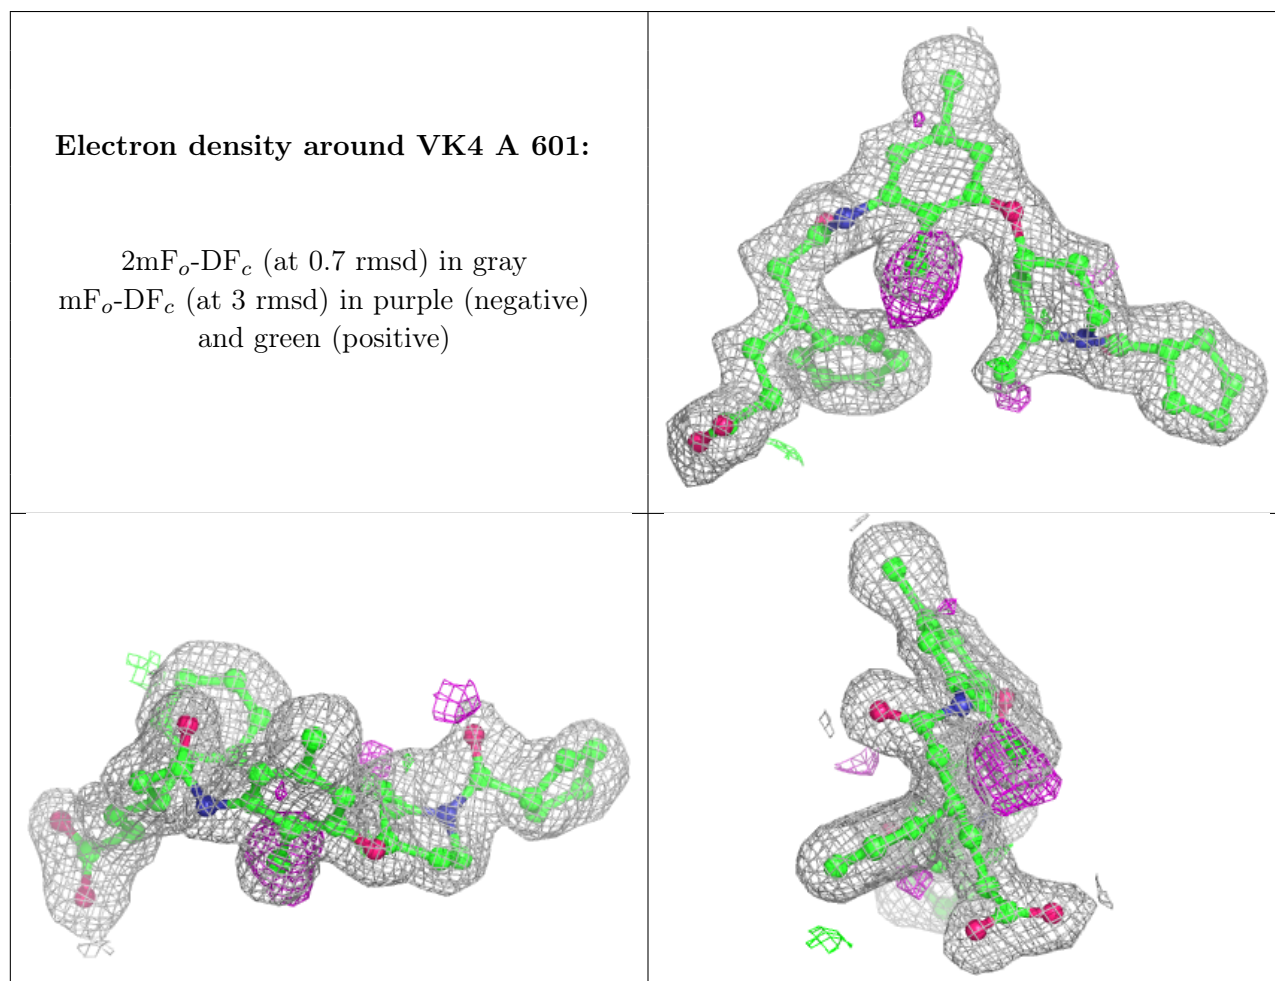 Electron density around VK4 A 601:
2mFₒ-DF𝒸 (at 0.7 rmsd) in gray
mFₒ-DF𝒸 (at 3 rmsd) in purple (negative)
and green (positive)